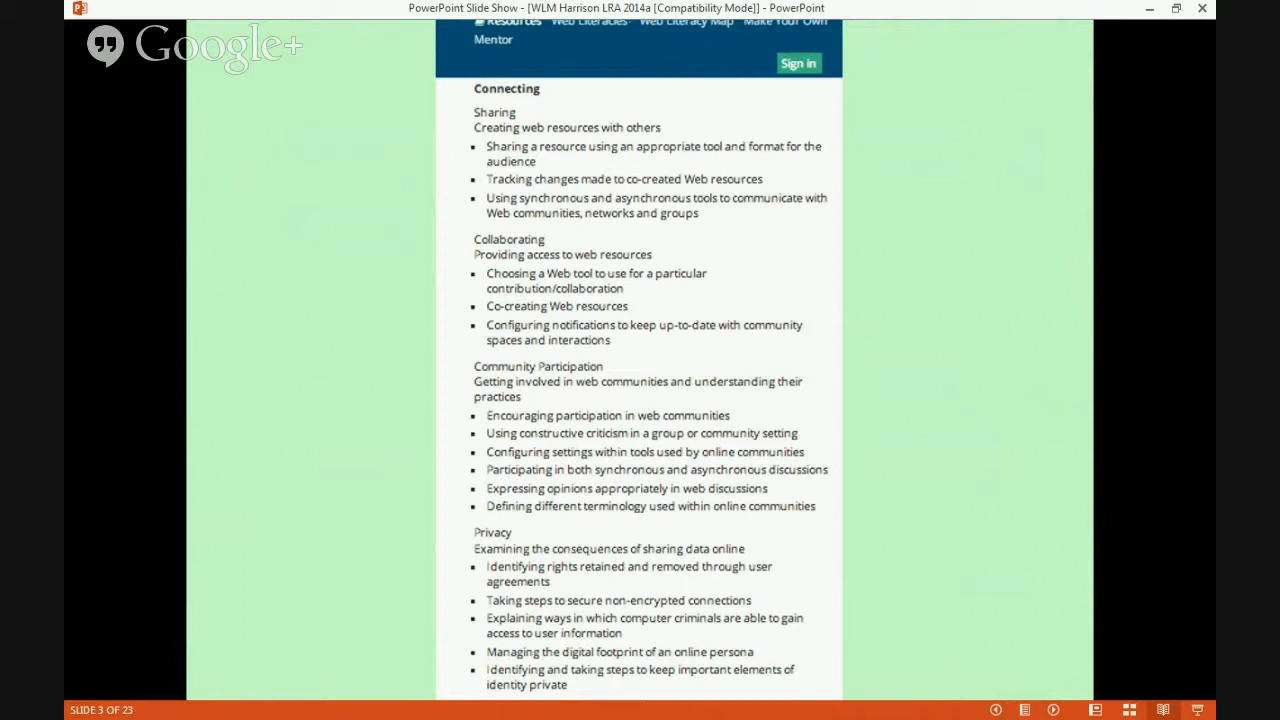 PowerPoint Slide Show - [WLM Harrison LRA 2014a [Compatibility Mode]] - PowerPoint
Google+
Resources Web Literacies Web Literacy Map Make Your Own
Mentor
Sign in
Connecting
Sharing
Creating web resources with others
Sharing a resource using an appropriate tool and format for the
audience
Tracking changes made to co-created Web resources
Using synchronous and asynchronous tools to communicate with
Web communities, networks and groups
Collaborating
Providing access to web resources
Choosing a Web tool to use for a particular
contribution/collaboration
Co-creating Web resources
Configuring notifications to keep up-to-date with community
spaces and interactions
Community Participation
Getting involved in web communities and understanding their
practices
Encouraging participation in web communities
Using constructive criticism in a group or community setting
Configuring settings within tools used by online communities
Participating in both synchronous and asynchronous discussions
Expressing opinions appropriately in web discussions
Defining different terminology used within online communities
Privacy
Examining the consequences of sharing data online
Identifying rights retained and removed through user
agreements
Taking steps to secure non-encrypted connections
Explaining ways in which computer criminals are able to gain
access to user information
Managing the digital footprint of an online persona
Identifying and taking steps to keep important elements of
identity private
SLIDE 3 OF 23